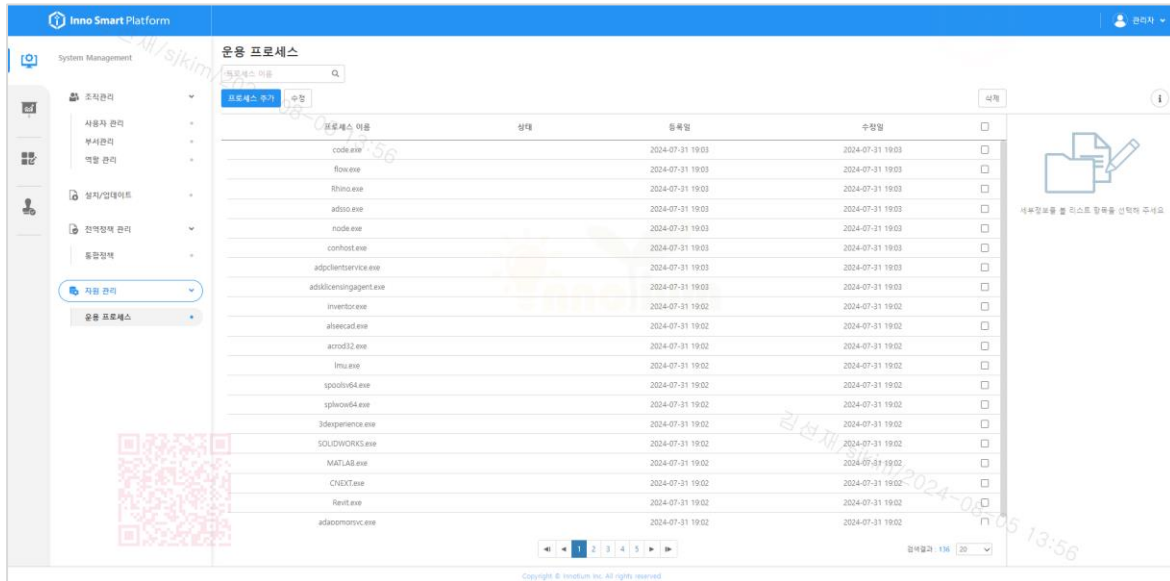 Inno Smart Platform
관리자
System Management
조직관리
사용자 관리
부서관리
역할 관리
설치/업데이트
전역정책 관리
통합정책
자원 관리
운용 프로세스
운용 프로세스
프로세스 이름
프로세스 추가 수정 삭제
프로세스 이름 상태 등록일 수정일
code.exe 2024-07-31 19:03 2024-07-31 19:03
flow.exe 2024-07-31 19:03 2024-07-31 19:03
Rhino.exe 2024-07-31 19:03 2024-07-31 19:03
adsso.exe 2024-07-31 19:03 2024-07-31 19:03
node.exe 2024-07-31 19:03 2024-07-31 19:03
conhost.exe 2024-07-31 19:03 2024-07-31 19:03
adpclientservice.exe 2024-07-31 19:03 2024-07-31 19:03
adsklicensingagent.exe 2024-07-31 19:03 2024-07-31 19:03
inventor.exe 2024-07-31 19:02 2024-07-31 19:02
alseecad.exe 2024-07-31 19:02 2024-07-31 19:02
acrod32.exe 2024-07-31 19:02 2024-07-31 19:02
lmu.exe 2024-07-31 19:02 2024-07-31 19:02
spoolsv64.exe 2024-07-31 19:02 2024-07-31 19:02
splwow64.exe 2024-07-31 19:02 2024-07-31 19:02
3dexperience.exe 2024-07-31 19:02 2024-07-31 19:02
SOLIDWORKS.exe 2024-07-31 19:02 2024-07-31 19:02
MATLAB.exe 2024-07-31 19:02 2024-07-31 19:02
CNEXT.exe 2024-07-31 19:02 2024-07-31 19:02
Revit.exe 2024-07-31 19:02 2024-07-31 19:02
adappmgrsvc.exe 2024-07-31 19:02 2024-07-31 19:02
세부정보를 볼 리스트 항목을 선택해 주세요
1 2 3 4 5
검색결과 : 136 20
Copyright © Innotium Inc. All rights reserved
김선재/sjkim/2024-08-05 13:56
Innotium